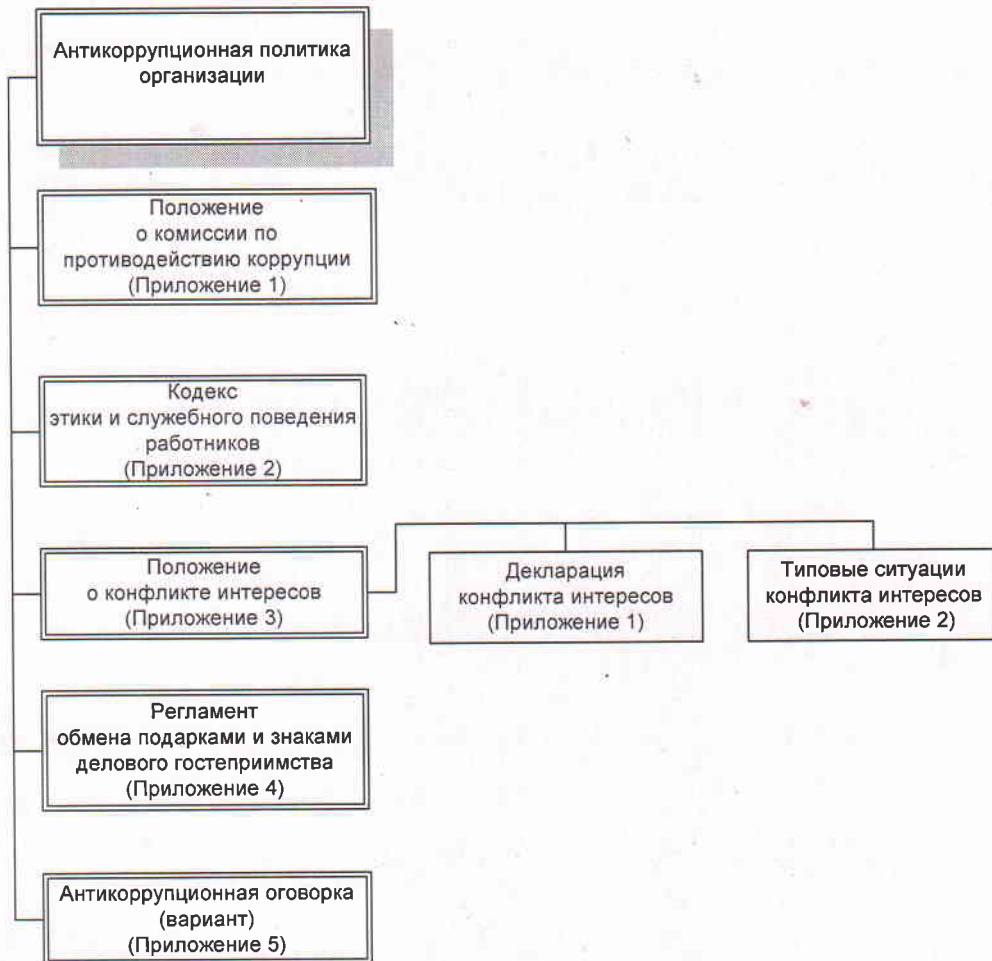 Антикоррупционная политика
организации
Положение
о комиссии по
противодействию коррупции
(Приложение 1)
Кодекс
этики и служебного поведения
работников
(Приложение 2)
Положение
о конфликте интересов
(Приложение 3)
Декларация
конфликта интересов
(Приложение 1)
Типовые ситуации
конфликта интересов
(Приложение 2)
Регламент
обмена подарками и знаками
делового гостеприимства
(Приложение 4)
Антикоррупционная оговорка
(вариант)
(Приложение 5)